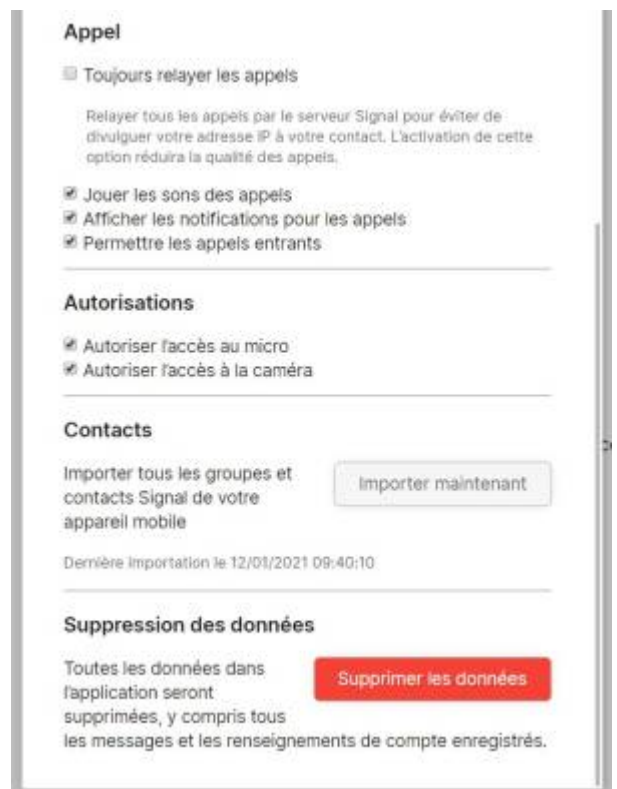 Appel
Toujours relayer les appels
Relayer tous les appels par le serveur Signal pour éviter de
divulguer votre adresse IP à votre contact. L'activation de cette
option réduira la qualité des appels.
Jouer les sons des appels
Afficher les notifications pour les appels
Permettre les appels entrants
Autorisations
Autoriser l'accès au micro
Autoriser l'accès à la caméra
Contacts
Importer tous les groupes et
contacts Signal de votre
appareil mobile
Importer maintenant
Dernière importation le 12/01/2021 09:40:10
Suppression des données
Toutes les données dans
l'application seront
supprimées, y compris tous
les messages et les renseignements de compte enregistrés.
Supprimer les données